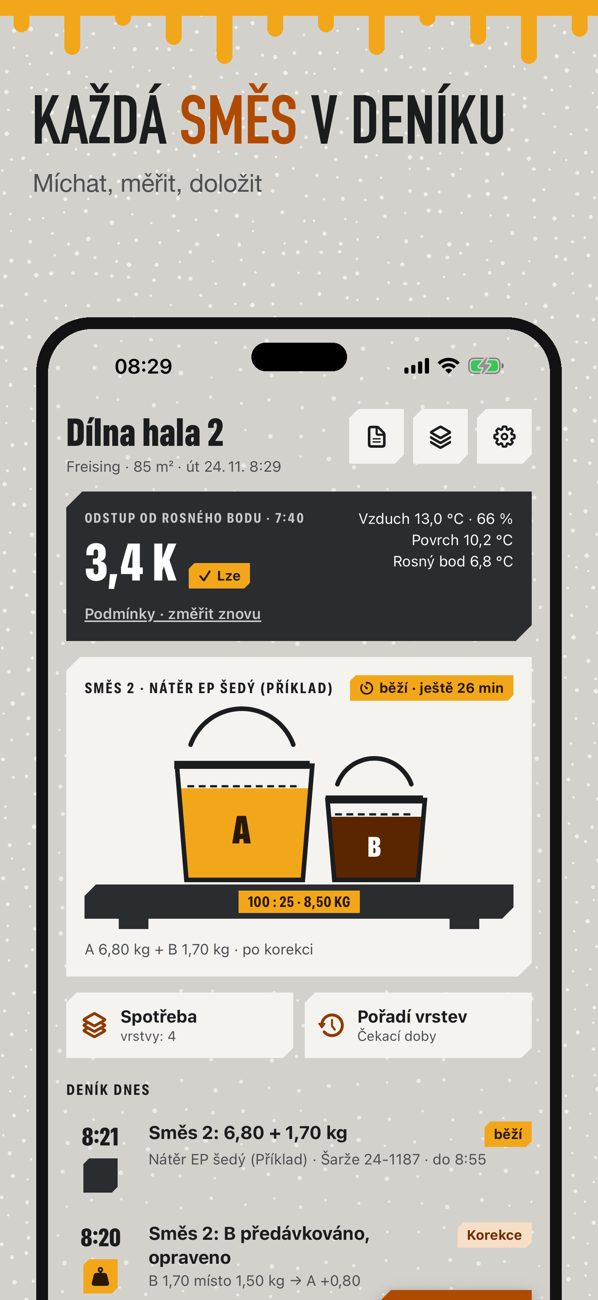 KAŽDÁ SMĚS V DENÍKU
Míchat, měřit, doložit
08:29
Dílna hala 2
Freising · 85 m² · út 24. 11. 8:29
ODSTUP OD ROSNÉHO BODU · 7:40
3,4 K
Lze
Podmínky · změřit znovu
Vzduch 13,0 °C · 66 %
Povrch 10,2 °C
Rosný bod 6,8 °C
SMĚS 2 · NÁTĚR EP ŠEDÝ (PŘÍKLAD)
běží · ještě 26 min
A
B
100 : 25 · 8,50 KG
A 6,80 kg + B 1,70 kg · po korekci
Spotřeba
vrstvy: 4
Pořadí vrstev
Čekací doby
DENÍK DNES
8:21
Směs 2: 6,80 + 1,70 kg
běží
Nátěr EP šedý (Příklad) · Šarže 24-1187 · do 8:55
8:20
Směs 2: B předávkováno,
opraveno
Korekce
B 1,70 místo 1,50 kg → A +0,80